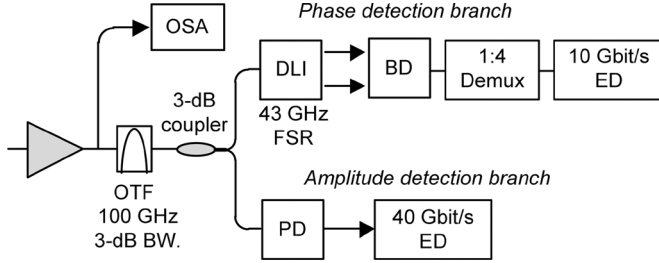 Phase detection branch
OSA
DLI
BD
1:4
Demux
10 Gbit/s
ED
43 GHz
FSR
3-dB
coupler
OTF
100 GHz
3-dB BW.
Amplitude detection branch
PD
40 Gbit/s
ED